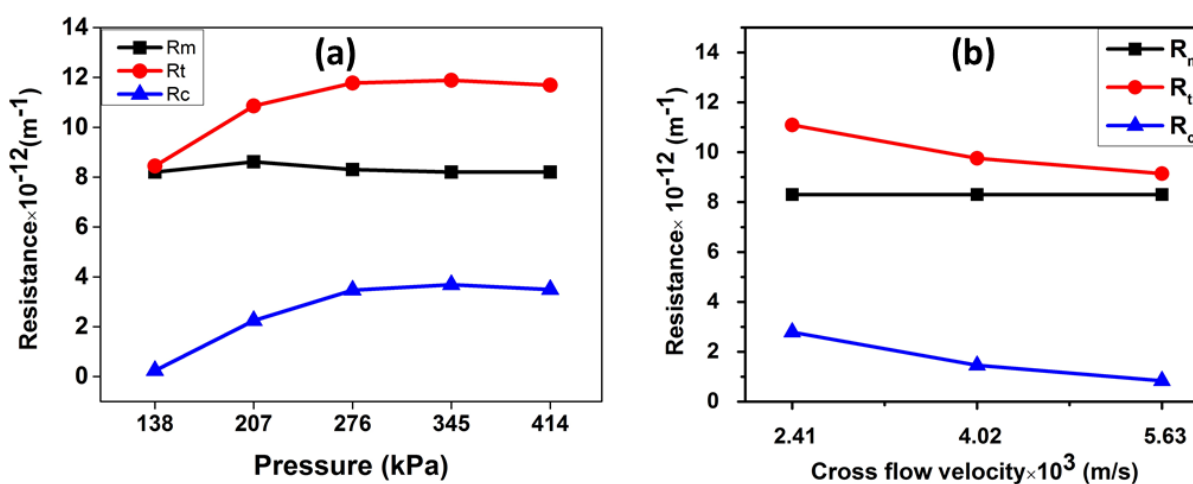 (a)
Rm
Rt
Rc
Resistance×10⁻¹²(m⁻¹)
14
12
10
8
6
4
2
0
138 207 276 345 414
Pressure (kPa)
(b)
R
Rₜ
R
Resistance× 10⁻¹² (m⁻¹)
14
12
10
8
6
4
2
0
2.41 4.02 5.63
Cross flow velocity×10³ (m/s)